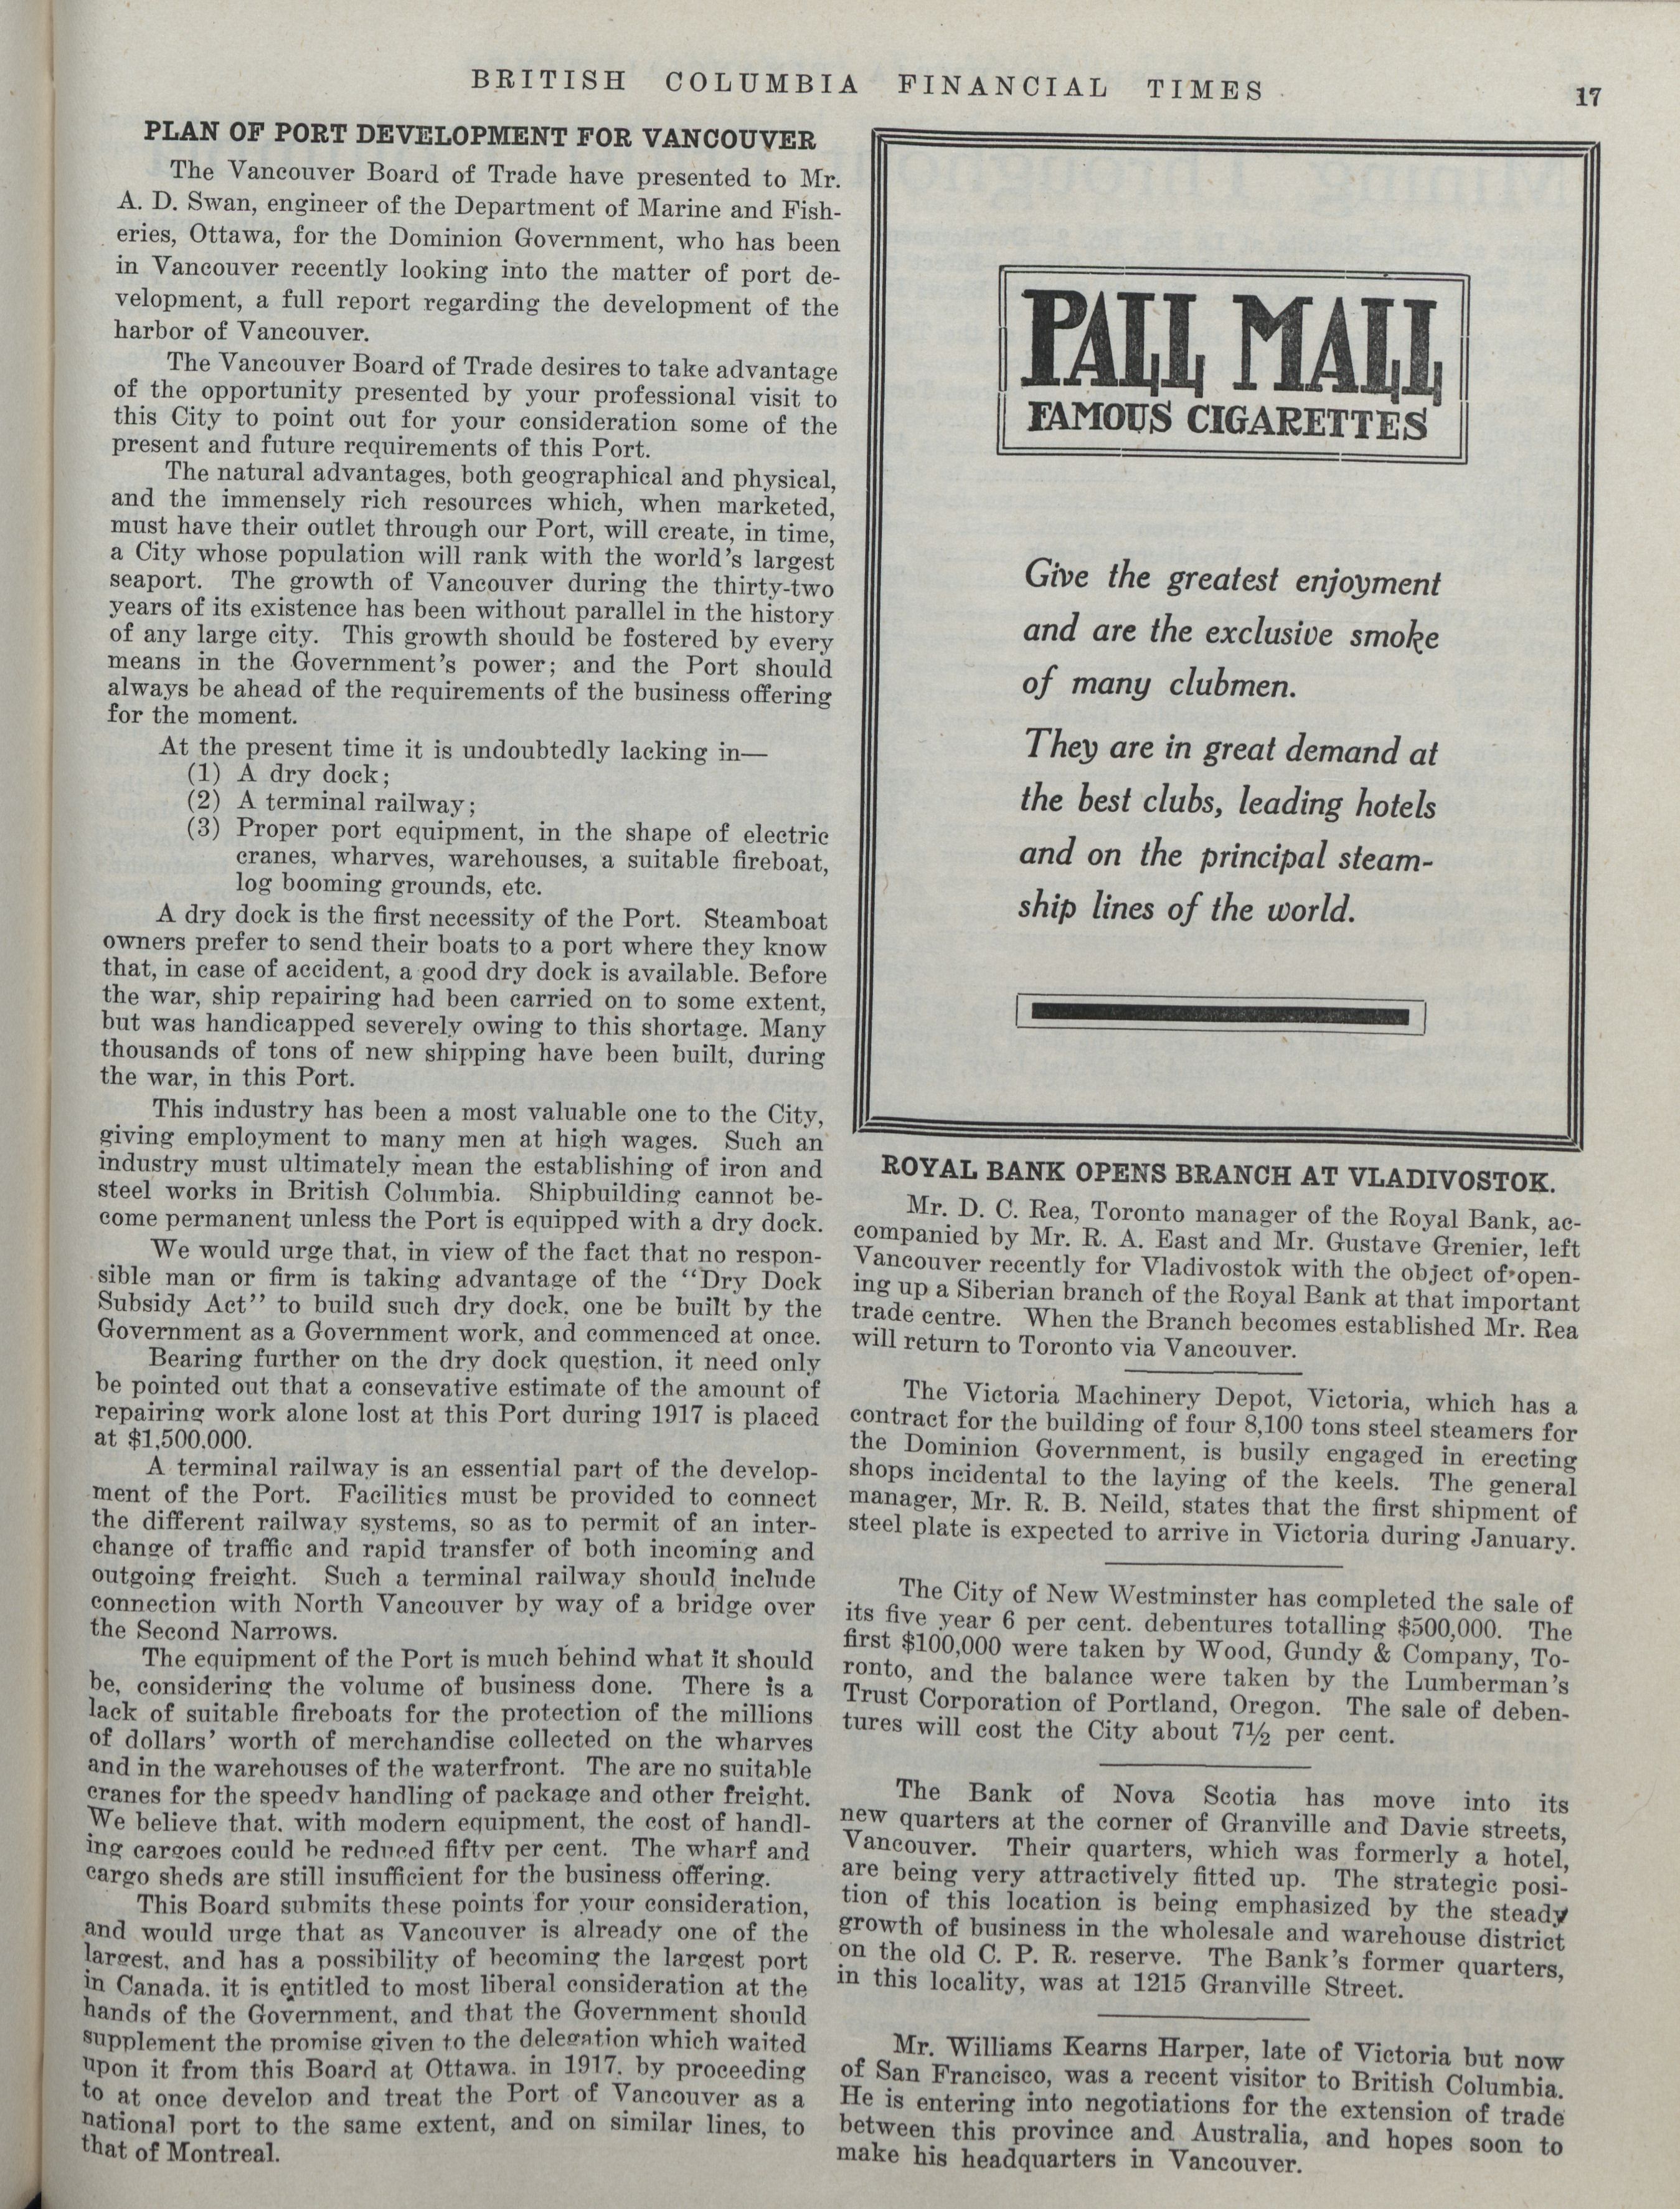 BRITISH COLUMBIA FINANCIAL TIMES
17
PLAN OF PORT DEVELOPMENT FOR VANCOUVER
The Vancouver Board of Trade have presented to Mr.
A. D. Swan, engineer of the Department of Marine and Fish-
eries, Ottawa, for the Dominion Government, who has been
in Vancouver recently looking into the matter of port de-
velopment, a full report regarding the development of the
harbor of Vancouver.
The Vancouver Board of Trade desires to take advantage
of the opportunity presented by your professional visit to
this City to point out for your consideration some of the
present and future requirements of this Port.
The natural advantages, both geographical and physical,
and the immensely rich resources which, when marketed,
must have their outlet through our Port, will create, in time,
a City whose population will rank with the world's largest
seaport. The growth of Vancouver during the thirty-two
years of its existence has been without parallel in the history
of any large city. This growth should be fostered by every
means in the Government's power; and the Port should
always be ahead of the requirements of the business offering
for the moment.
At the present time it is undoubtedly lacking in—
(1) A dry dock;
(2) A terminal railway;
(3) Proper port equipment, in the shape of electric
cranes, wharves, warehouses, a suitable fireboat,
log booming grounds, etc.
A dry dock is the first necessity of the Port. Steamboat
owners prefer to send their boats to a port where they know
that, in case of accident, a good dry dock is available. Before
the war, ship repairing had been carried on to some extent,
but was handicapped severely owing to this shortage. Many
thousands of tons of new shipping have been built, during
the war, in this Port.
This industry has been a most valuable one to the City,
giving employment to many men at high wages. Such an
industry must ultimately mean the establishing of iron and
steel works in British Columbia. Shipbuilding cannot be-
come permanent unless the Port is equipped with a dry dock.
We would urge that, in view of the fact that no respon-
sible man or firm is taking advantage of the "Dry Dock
Subsidy Act" to build such dry dock, one be built by the
Government as a Government work, and commenced at once.
Bearing further on the dry dock question, it need only
be pointed out that a consevative estimate of the amount of
repairing work alone lost at this Port during 1917 is placed
at $1,500,000.
A terminal railway is an essential part of the develop-
ment of the Port. Facilities must be provided to connect
the different railway systems, so as to permit of an inter-
change of traffic and rapid transfer of both incoming and
outgoing freight. Such a terminal railway should include
connection with North Vancouver by way of a bridge over
the Second Narrows.
The equipment of the Port is much behind what it should
be, considering the volume of business done. There is a
lack of suitable fireboats for the protection of the millions
of dollars' worth of merchandise collected on the wharves
and in the warehouses of the waterfront. The are no suitable
cranes for the speedy handling of package and other freight.
We believe that, with modern equipment, the cost of handl-
ing cargoes could be reduced fifty per cent. The wharf and
cargo sheds are still insufficient for the business offering.
This Board submits these points for your consideration,
and would urge that as Vancouver is already one of the
largest, and has a possibility of becoming the largest port
in Canada, it is entitled to most liberal consideration at the
hands of the Government, and that the Government should
supplement the promise given to the delegation which waited
upon it from this Board at Ottawa, in 1917, by proceeding
to at once develop and treat the Port of Vancouver as a
national port to the same extent, and on similar lines, to
that of Montreal.
PALL MALL
FAMOUS CIGARETTES
Give the greatest enjoyment
and are the exclusive smoke
of many clubmen.
They are in great demand at
the best clubs, leading hotels
and on the principal steam-
ship lines of the world.
ROYAL BANK OPENS BRANCH AT VLADIVOSTOK.
Mr. D. C. Rea, Toronto manager of the Royal Bank, ac-
companied by Mr. R. A. East and Mr. Gustave Grenier, left
Vancouver recently for Vladivostok with the object of open-
ing up a Siberian branch of the Royal Bank at that important
trade centre. When the Branch becomes established Mr. Rea
will return to Toronto via Vancouver.
The Victoria Machinery Depot, Victoria, which has a
contract for the building of four 8,100 tons steel steamers for
the Dominion Government, is busily engaged in erecting
shops incidental to the laying of the keels. The general
manager, Mr. R. B. Neild, states that the first shipment of
steel plate is expected to arrive in Victoria during January.
The City of New Westminster has completed the sale of
its five year 6 per cent. debentures totalling $500,000. The
first $100,000 were taken by Wood, Gundy & Company, To-
ronto, and the balance were taken by the Lumberman's
Trust Corporation of Portland, Oregon. The sale of deben-
tures will cost the City about 7½ per cent.
The Bank of Nova Scotia has move into its
new quarters at the corner of Granville and Davie streets,
Vancouver. Their quarters, which was formerly a hotel,
are being very attractively fitted up. The strategic posi-
tion of this location is being emphasized by the steady
growth of business in the wholesale and warehouse district
on the old C. P. R. reserve. The Bank's former quarters,
in this locality, was at 1215 Granville Street.
Mr. Williams Kearns Harper, late of Victoria but now
of San Francisco, was a recent visitor to British Columbia.
He is entering into negotiations for the extension of trade
between this province and Australia, and hopes soon to
make his headquarters in Vancouver.